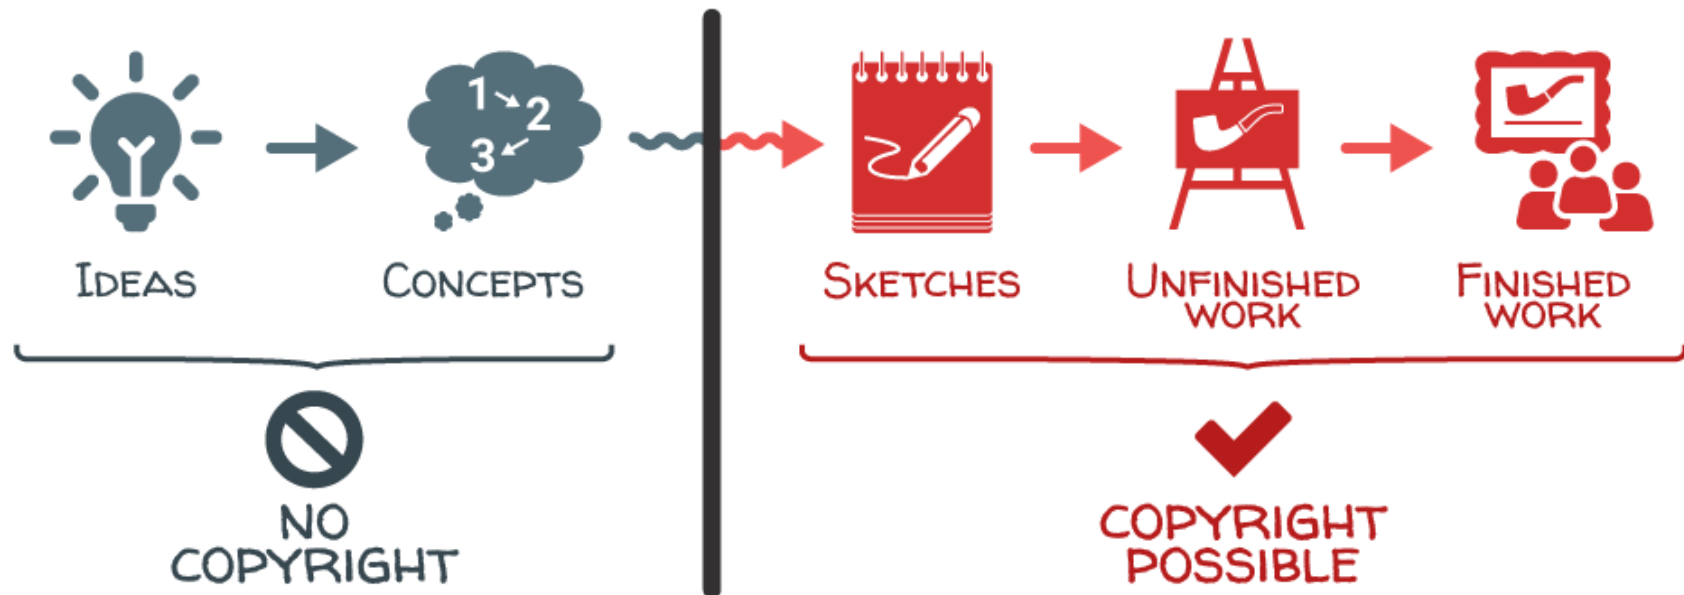 1
2
3
IDEAS
CONCEPTS
SKETCHES
UNFINISHED
WORK
FINISHED
WORK
NO
COPYRIGHT
COPYRIGHT
POSSIBLE